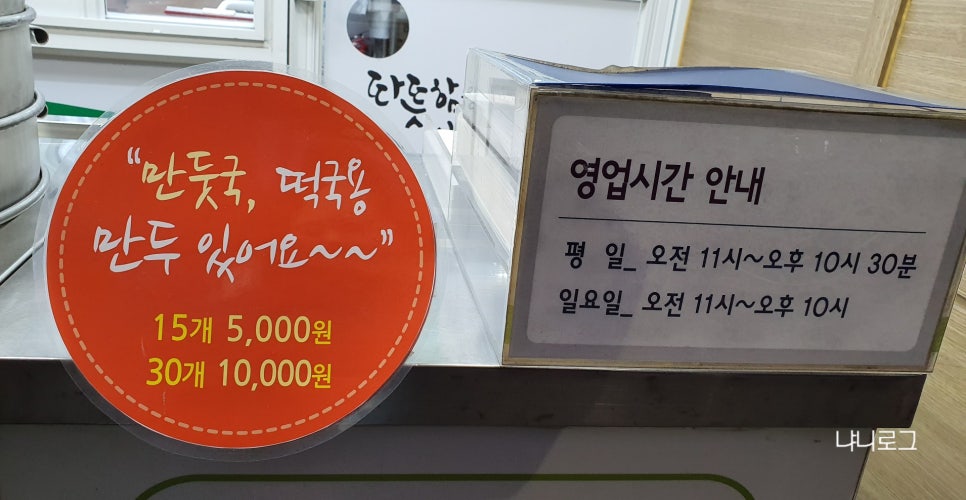 따뜻한
"만둣국, 떡국용
만두 있어요~~"
15개 5,000원
30개 10,000원
영업시간 안내
평 일_ 오전 11시~오후 10시 30분
일요일_ 오전 11시~오후 10시
냐니로그